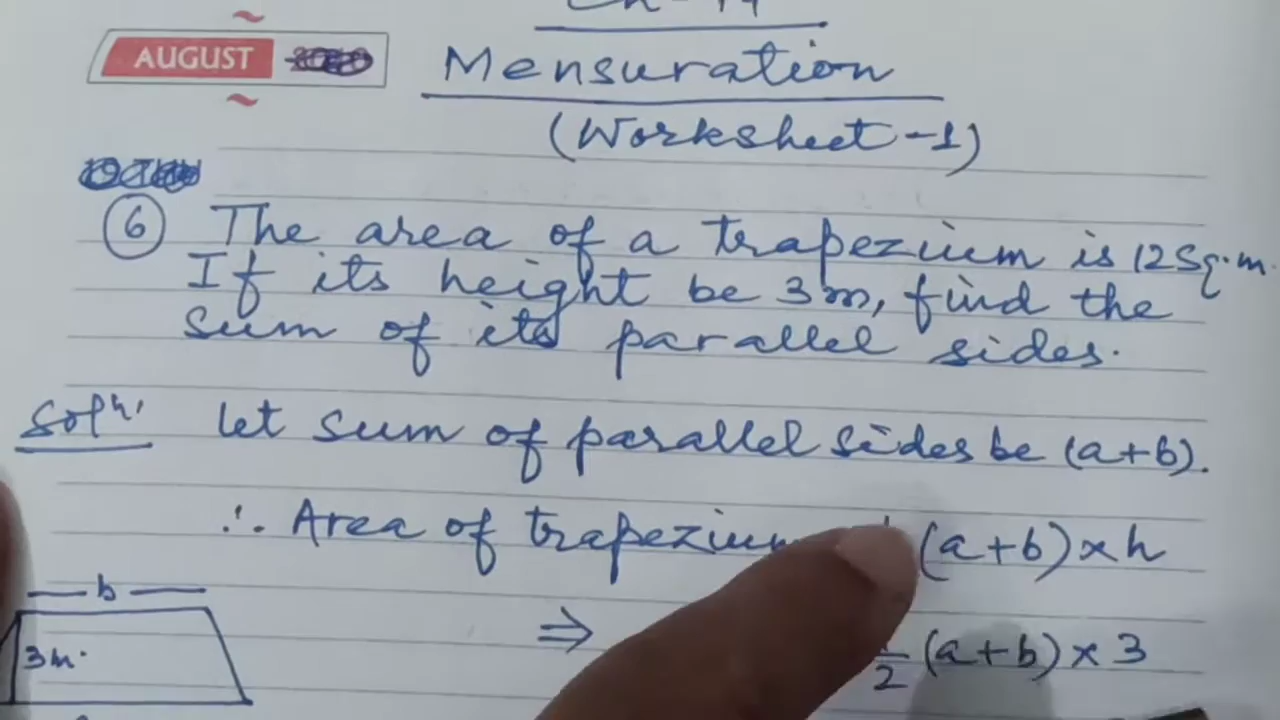 AUGUST
Mensuration
(Worksheet-1)
6 The area of a trapezium is 12 Sq.m.
If its height be 3m, find the
sum of its parallel sides.
Solⁿ. let sum of parallel sides be (a+b).
∴ Area of (a+b)×h
b
⇒ 2 (a+b)×3
3m.